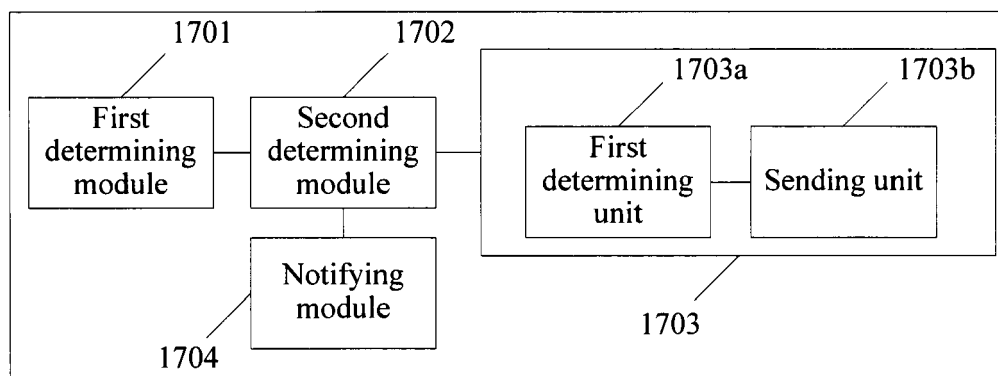 1701
1702
1703a
1703b
First
determining
module
Second
determining
module
First
determining
unit
Sending unit
Notifying
module
1704
1703